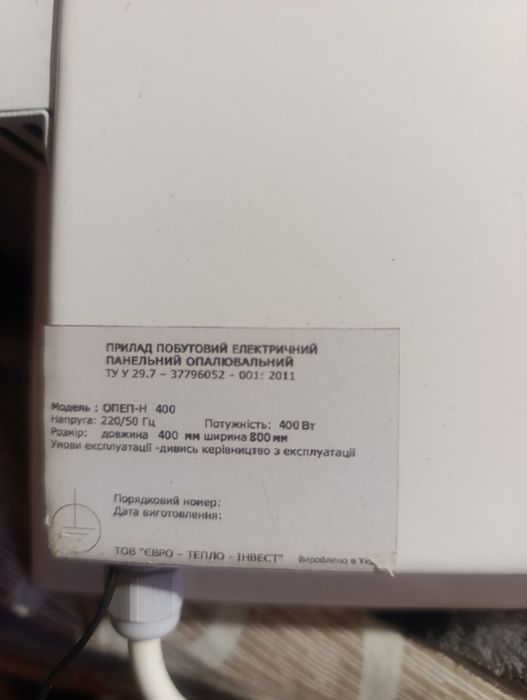 ПРИЛАД ПОБУТОВИЙ ЕЛЕКТРИЧНИЙ
ПАНЕЛЬНИЙ ОПАЛЮВАЛЬНИЙ
ТУ У 29.7 – 37796052 – 001: 2011
Модель : ОПЕП-Н 400
Напруга: 220/50 Гц Потужність: 400 Вт
Розмір: довжина 400 мм ширина 800 мм
Умови експлуатації -дивись керівництво з експлуатації
Порядковий номер:
Дата виготовлення:
ТОВ "ЄВРО – ТЕПЛО - ІНВЕСТ" Вироблено в